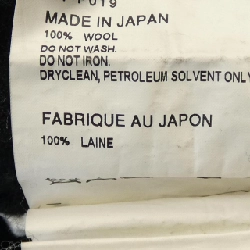 MADE IN JAPAN
100% WOOL
DO NOT WASH.
DO NOT IRON.
DRYCLEAN, PETROLEUM SOLVENT ONLY
FABRIQUE AU JAPON
100% LAINE